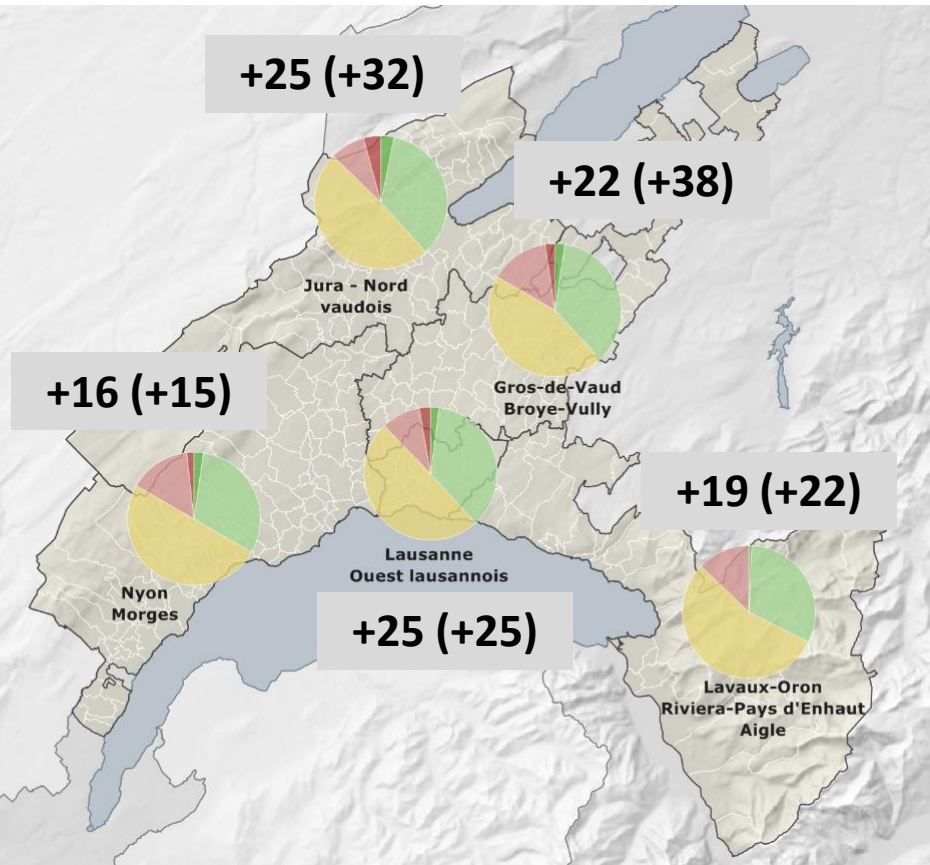 +25 (+32)
+22 (+38)
Jura - Nord
vaudois
+16 (+15)
Gros-de-Vaud
Broye-Vully
+19 (+22)
Lausanne
Ouest lausannois
Nyon
Morges
+25 (+25)
Lavaux-Oron
Riviera-Pays d'Enhaut
Aigle